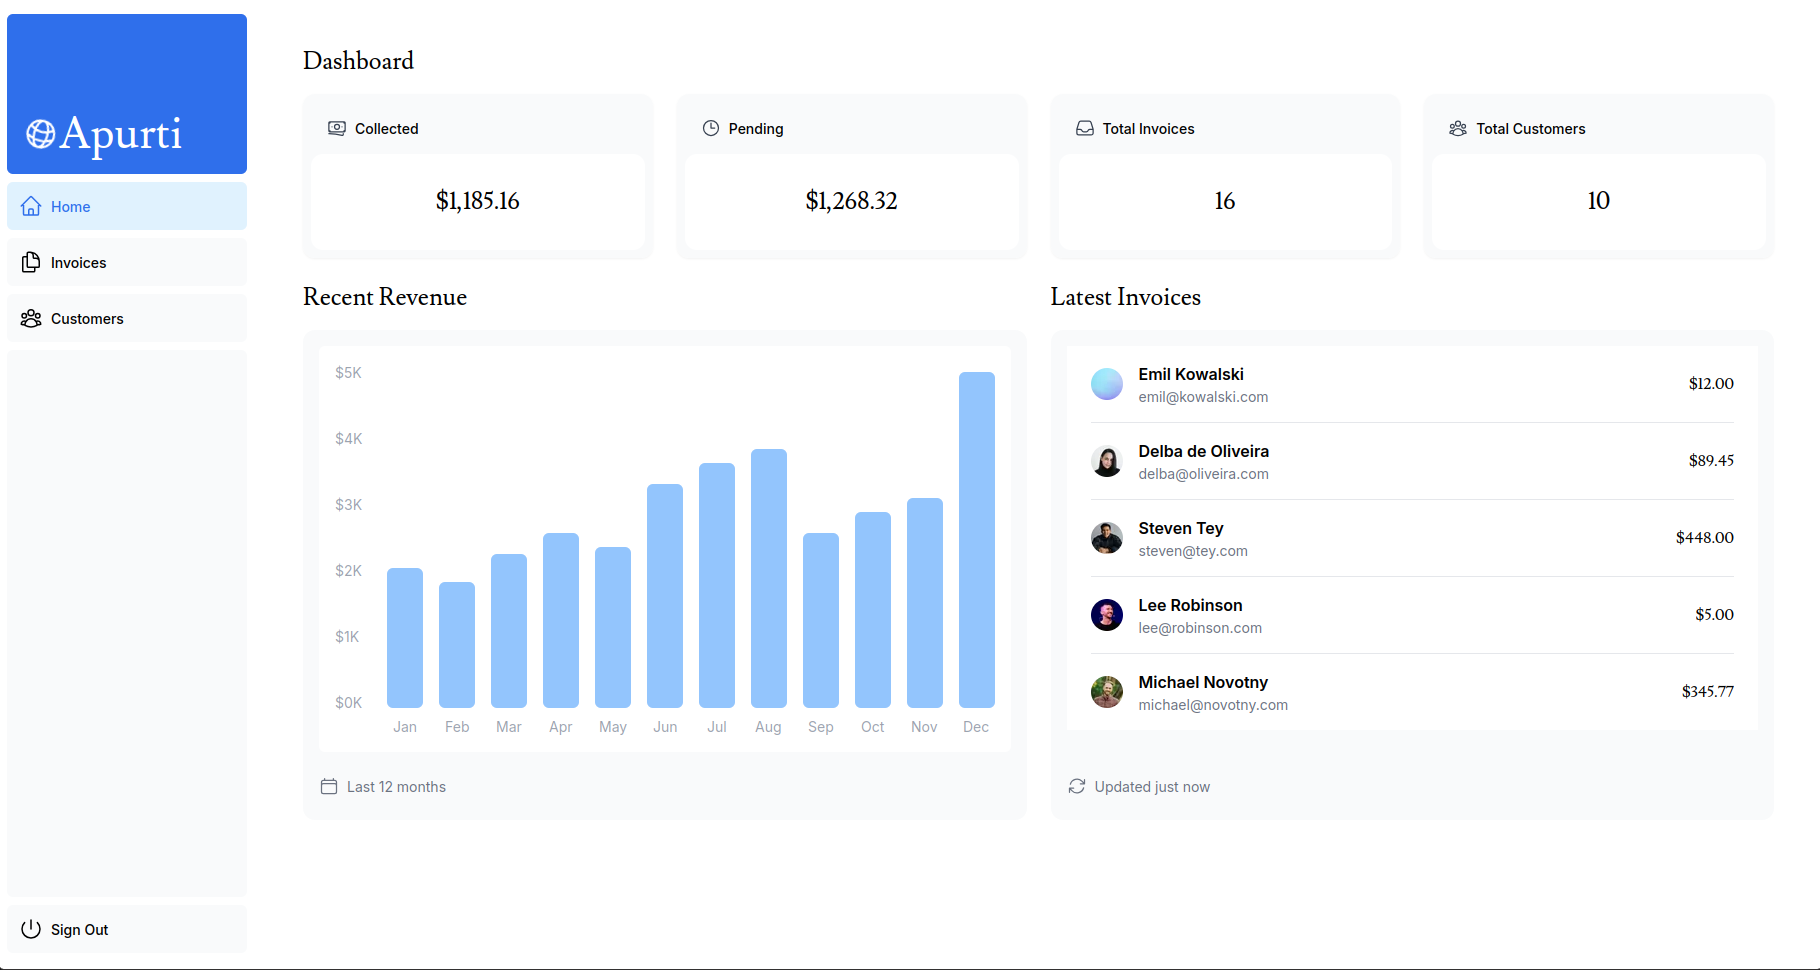 Apurti
Home
Invoices
Customers
Sign Out
Dashboard
Collected
$1,185.16
Pending
$1,268.32
Total Invoices
16
Total Customers
10
Recent Revenue
$5K
$4K
$3K
$2K
$1K
$0K
Jan Feb Mar Apr May Jun Jul Aug Sep Oct Nov Dec
Last 12 months
Latest Invoices
Emil Kowalski
emil@kowalski.com
$12.00
Delba de Oliveira
delba@oliveira.com
$89.45
Steven Tey
steven@tey.com
$448.00
Lee Robinson
lee@robinson.com
$5.00
Michael Novotny
michael@novotny.com
$345.77
Updated just now